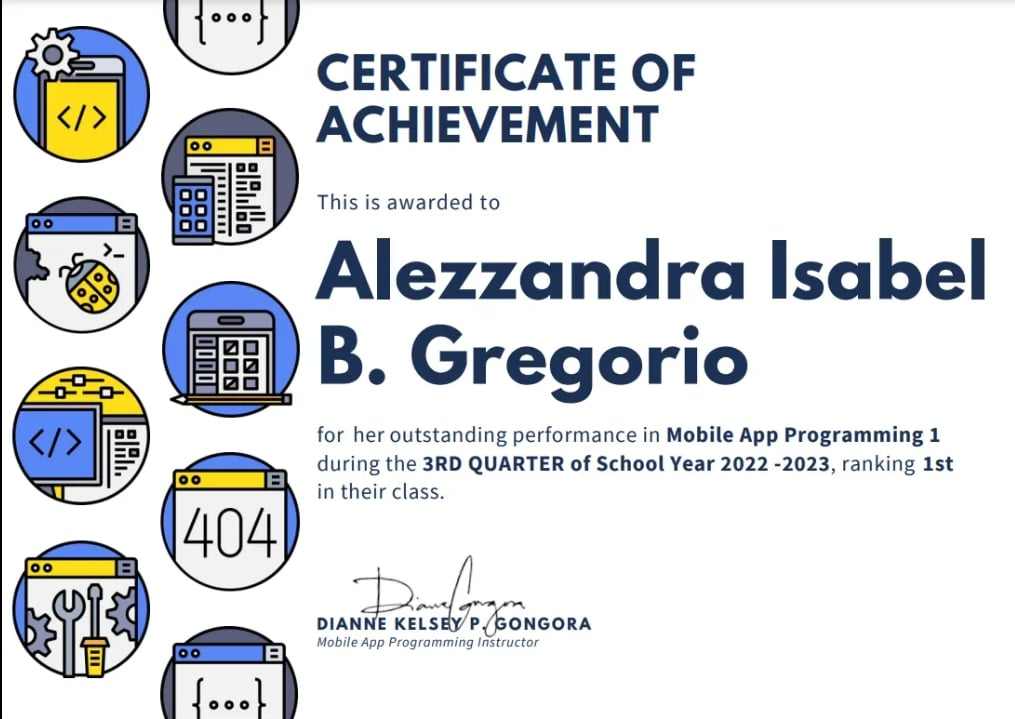 {...}
</>
CERTIFICATE OF
ACHIEVEMENT
This is awarded to
>_
Alezzandra Isabel
B. Gregorio
</>
for her outstanding performance in Mobile App Programming 1
during the 3RD QUARTER of School Year 2022 -2023, ranking 1st
in their class.
404
Dianne Gongora
DIANNE KELSEY P. GONGORA
Mobile App Programming Instructor
{...}